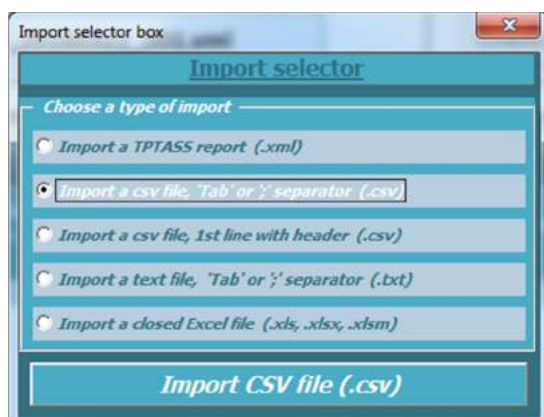 Import selector box
Import selector
Choose a type of import
Import a TPTASS report (.xml)
Import a csv file, 'Tab' or ';' separator (.csv)
Import a csv file, 1st line with header (.csv)
Import a text file, 'Tab' or ';' separator (.txt)
Import a closed Excel file (.xls, .xlsx, .xlsm)
Import CSV file (.csv)